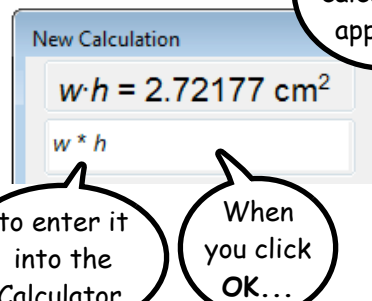 New Calculation
w·h = 2.72177 cm²
w * h
to enter it
into the
Calculator
When
you click
OK...